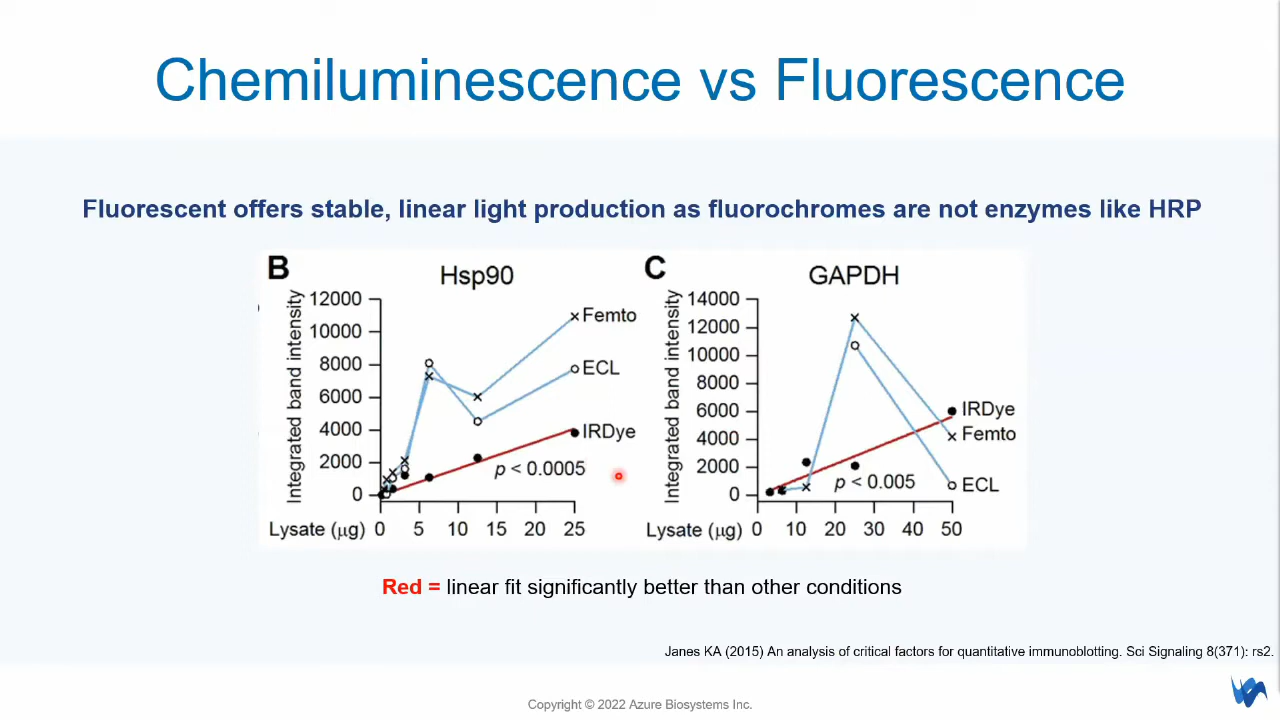 Chemiluminescence vs Fluorescence
Fluorescent offers stable, linear light production as fluorochromes are not enzymes like HRP
B
Hsp90
Integrated band intensity
12000
10000
8000
6000
4000
2000
0
Femto
ECL
IRDye
p < 0.0005
Lysate (μg) 0 5 10 15 20 25
C
GAPDH
Integrated band intensity
14000
12000
10000
8000
6000
4000
2000
0
IRDye
Femto
ECL
p < 0.005
Lysate (μg) 0 10 20 30 40 50
Red = linear fit significantly better than other conditions
Janes KA (2015) An analysis of critical factors for quantitative immunoblotting. Sci Signaling 8(371): rs2.
Copyright © 2022 Azure Biosystems Inc.